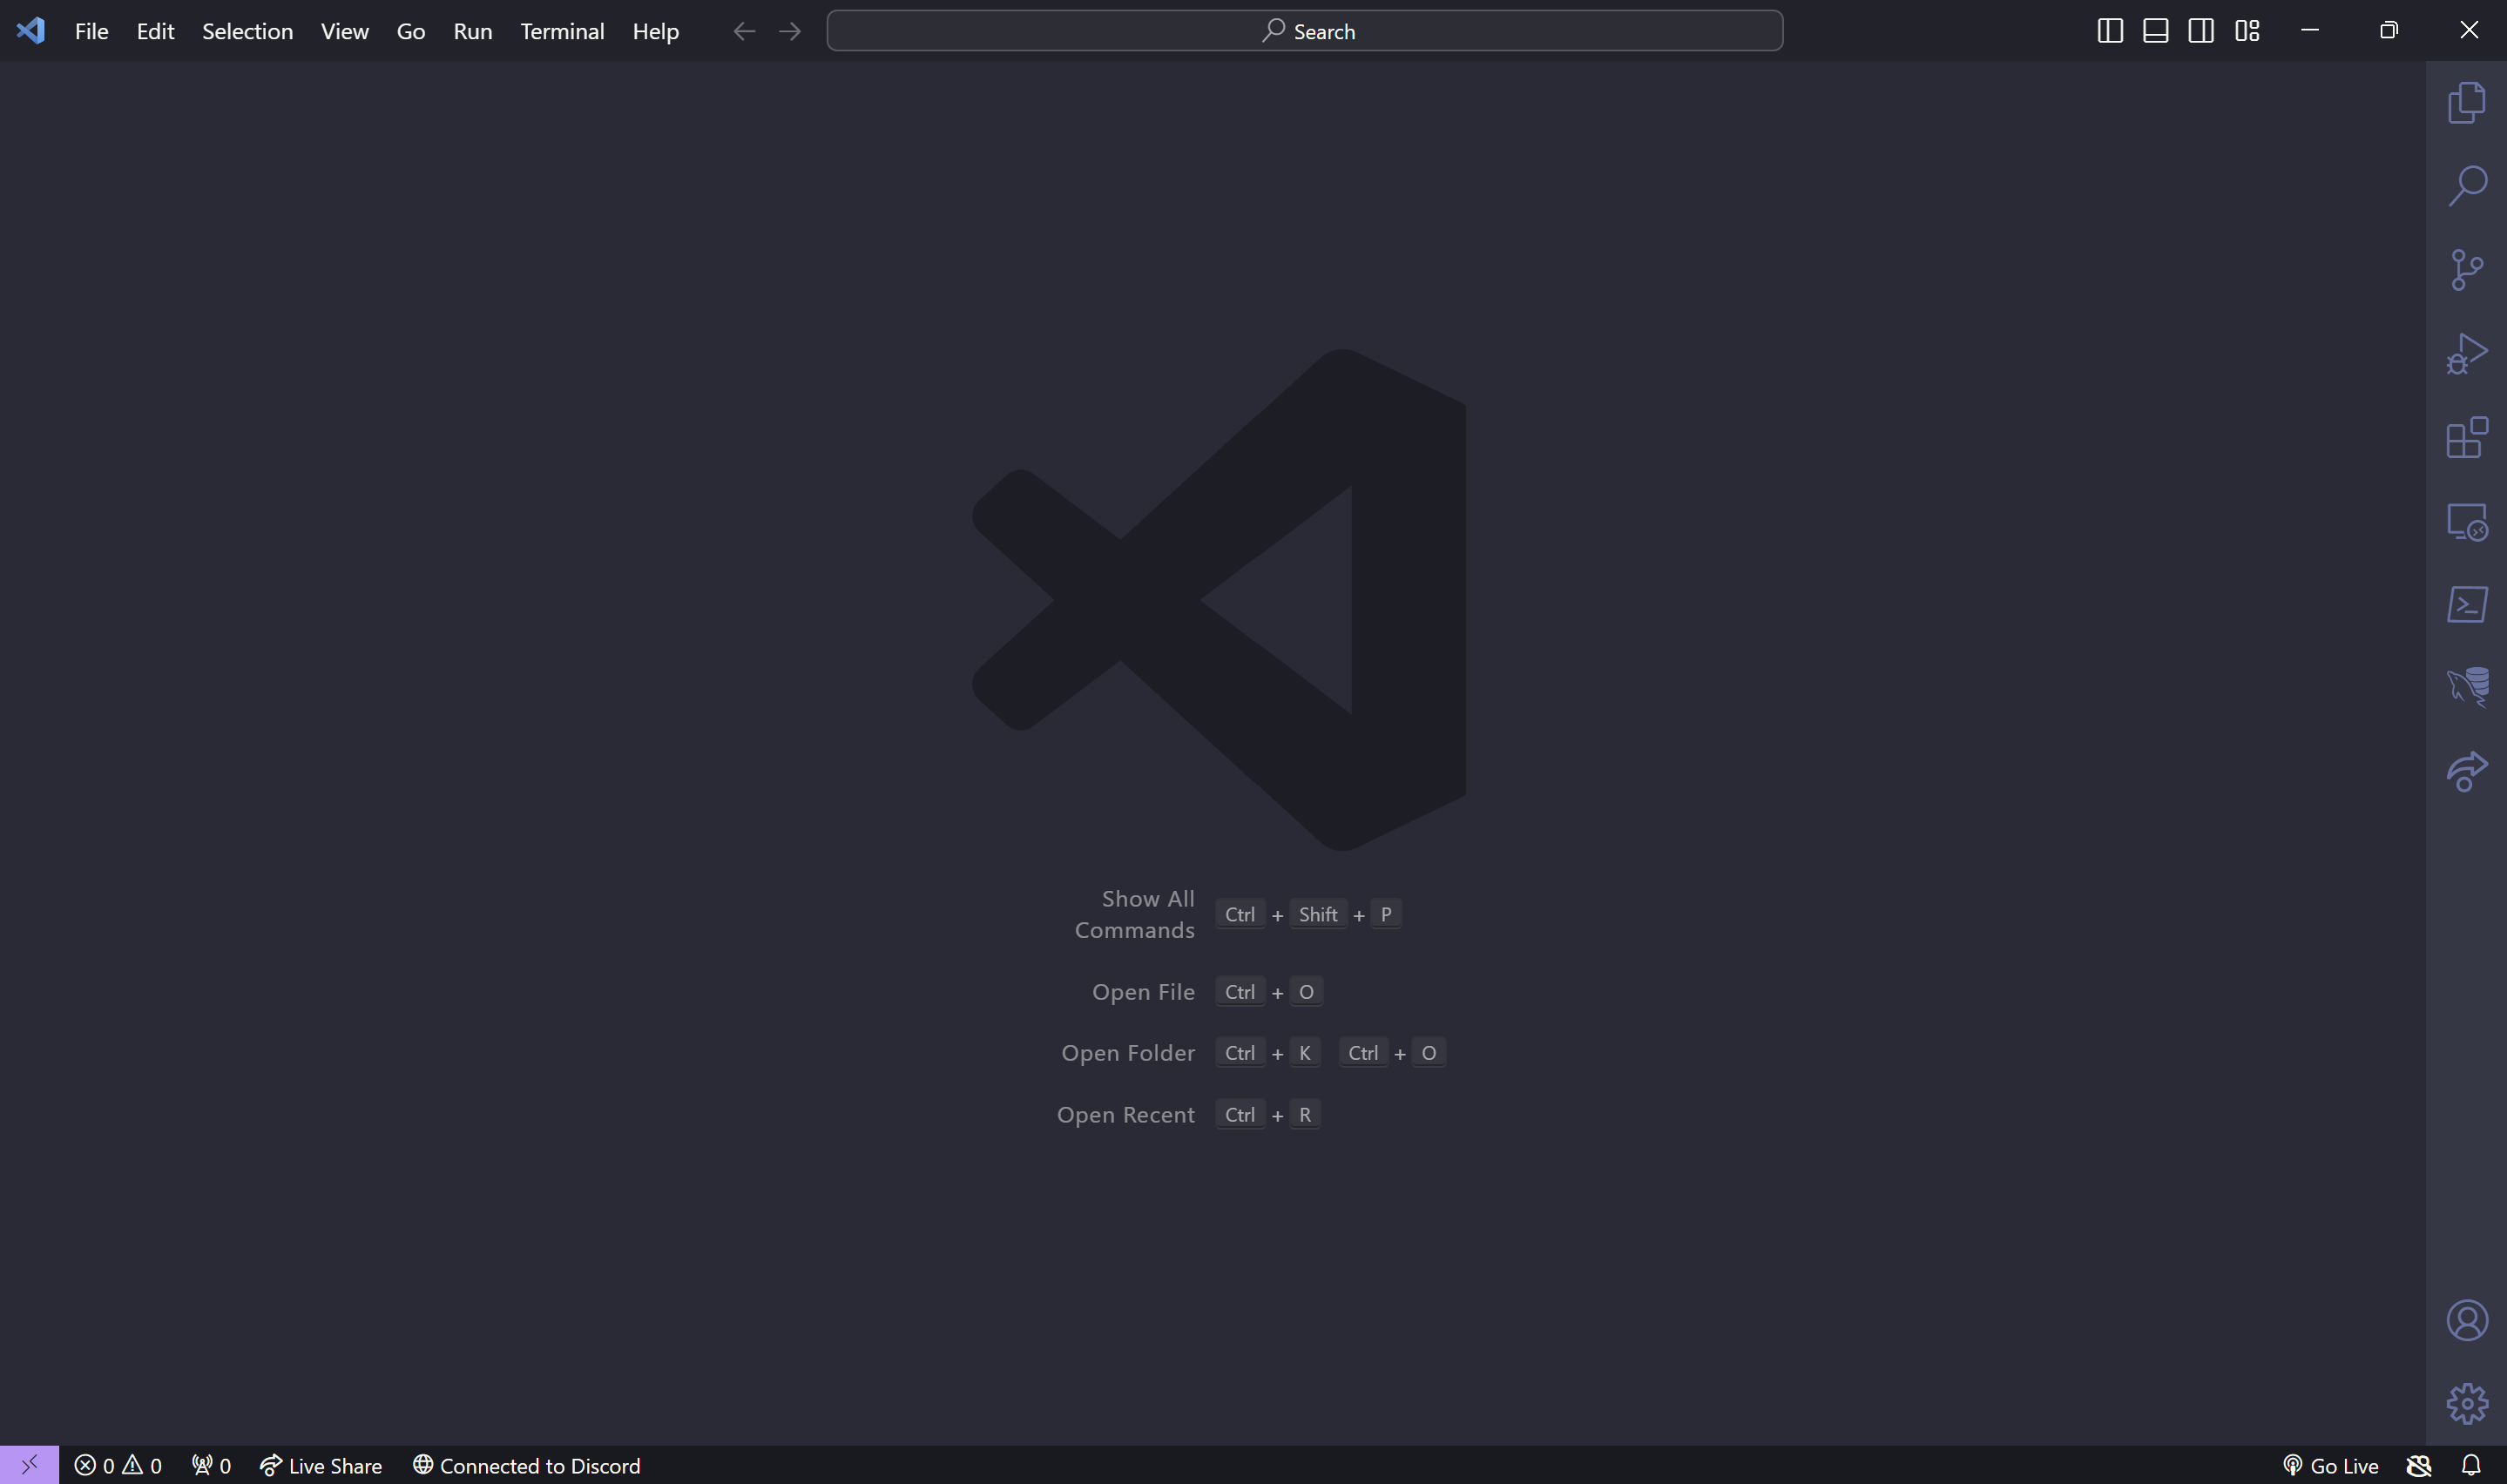 File Edit Selection View Go Run Terminal Help Search
Show All
Commands Ctrl + Shift + P
Open File Ctrl + O
Open Folder Ctrl + K Ctrl + O
Open Recent Ctrl + R
0 0 0 Live Share Connected to Discord Go Live